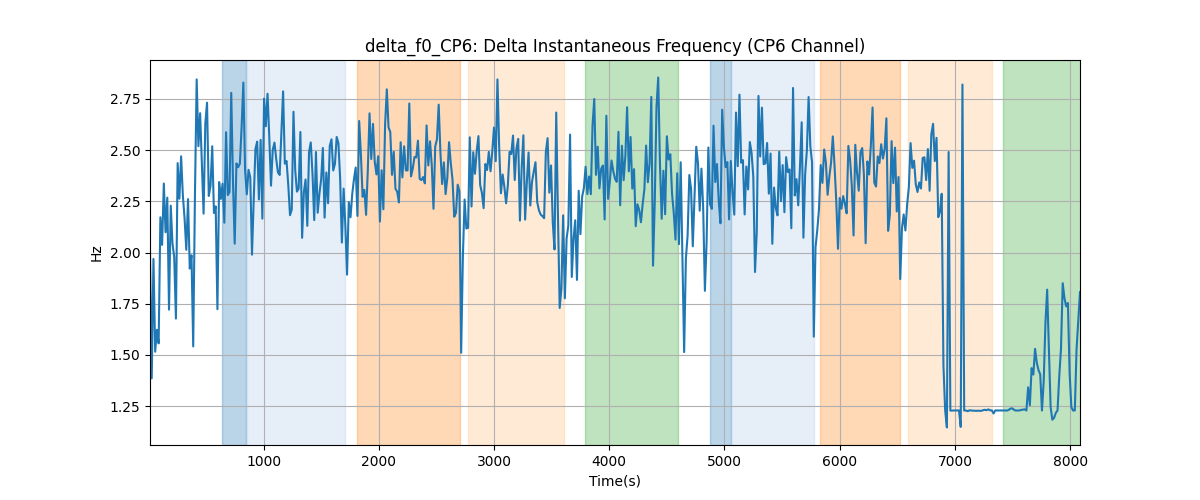 delta_f0_CP6: Delta Instantaneous Frequency (CP6 Channel)
Hz
2.75
2.50
2.25
2.00
1.75
1.50
1.25
1000 2000 3000 4000 5000 6000 7000 8000
Time(s)